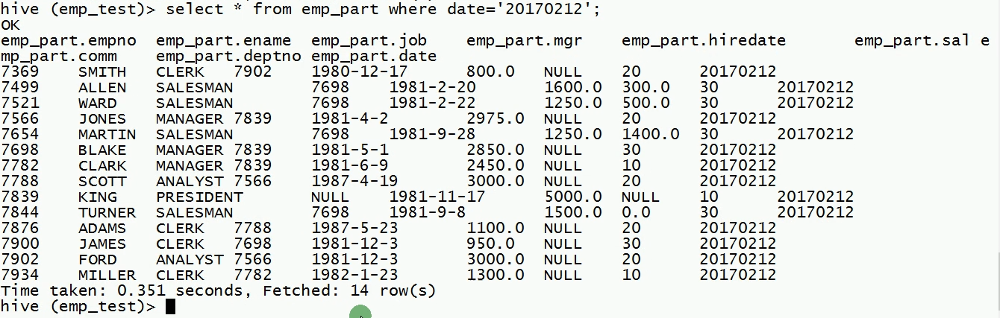 hive (emp_test)> select * from emp_part where date='20170212';
OK
emp_part.empno  emp_part.ename  emp_part.job    emp_part.mgr    emp_part.hiredate       emp_part.sal e
mp_part.comm    emp_part.deptno emp_part.date
7369    SMITH   CLERK   7902    1980-12-17      800.0   NULL    20      20170212
7499    ALLEN   SALESMAN        7698    1981-2-20       1600.0  300.0   30      20170212
7521    WARD    SALESMAN        7698    1981-2-22       1250.0  500.0   30      20170212
7566    JONES   MANAGER 7839    1981-4-2        2975.0  NULL    20      20170212
7654    MARTIN  SALESMAN        7698    1981-9-28       1250.0  1400.0  30      20170212
7698    BLAKE   MANAGER 7839    1981-5-1        2850.0  NULL    30      20170212
7782    CLARK   MANAGER 7839    1981-6-9        2450.0  NULL    10      20170212
7788    SCOTT   ANALYST 7566    1987-4-19       3000.0  NULL    20      20170212
7839    KING    PRESIDENT       NULL    1981-11-17      5000.0  NULL    10      20170212
7844    TURNER  SALESMAN        7698    1981-9-8        1500.0  0.0     30      20170212
7876    ADAMS   CLERK   7788    1987-5-23       1100.0  NULL    20      20170212
7900    JAMES   CLERK   7698    1981-12-3       950.0   NULL    30      20170212
7902    FORD    ANALYST 7566    1981-12-3       3000.0  NULL    20      20170212
7934    MILLER  CLERK   7782    1982-1-23       1300.0  NULL    10      20170212
Time taken: 0.351 seconds, Fetched: 14 row(s)
hive (emp_test)>